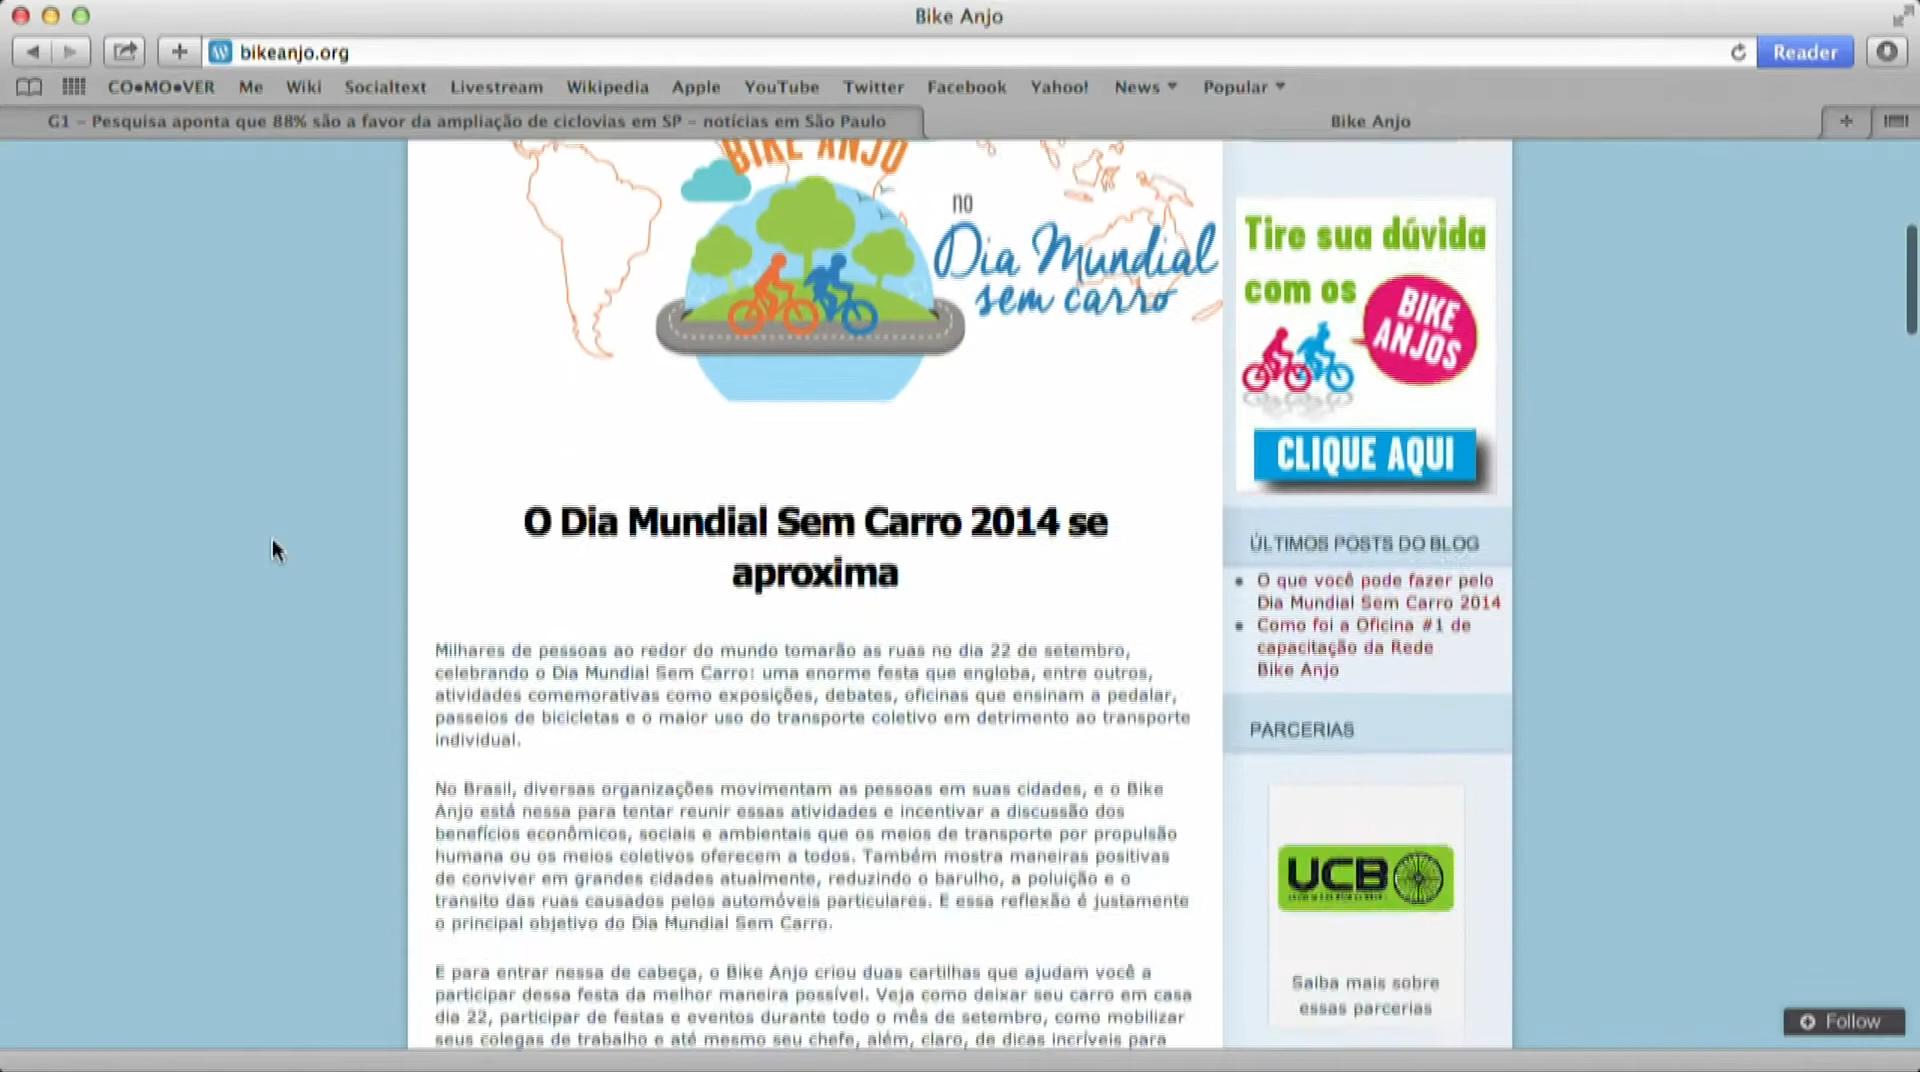 Bike Anjo
bikeanjo.org
Reader
CO●MO●VER Me Wiki Socialtext Livestream Wikipedia Apple YouTube Twitter Facebook Yahoo! News Popular
G1 – Pesquisa aponta que 88% são a favor da ampliação de ciclovias em SP – notícias em São Paulo
Bike Anjo
BIKE ANJO
no
Dia Mundial
sem carro
O Dia Mundial Sem Carro 2014 se
aproxima
Milhares de pessoas ao redor do mundo tomarão as ruas no dia 22 de setembro,
celebrando o Dia Mundial Sem Carro: uma enorme festa que engloba, entre outros,
atividades comemorativas como exposições, debates, oficinas que ensinam a pedalar,
passeios de bicicletas e o maior uso do transporte coletivo em detrimento ao transporte
individual.
No Brasil, diversas organizações movimentam as pessoas em suas cidades, e o Bike
Anjo está nessa para tentar reunir essas atividades e incentivar a discussão dos
benefícios econômicos, sociais e ambientais que os meios de transporte por propulsão
humana ou os meios coletivos oferecem a todos. Também mostra maneiras positivas
de conviver em grandes cidades atualmente, reduzindo o barulho, a poluição e o
transito das ruas causados pelos automóveis particulares. E essa reflexão é justamente
o principal objetivo do Dia Mundial Sem Carro.
E para entrar nessa de cabeça, o Bike Anjo criou duas cartilhas que ajudam você a
participar dessa festa da melhor maneira possível. Veja como deixar seu carro em casa
dia 22, participar de festas e eventos durante todo o mês de setembro, como mobilizar
seus colegas de trabalho e até mesmo seu chefe, além, claro, de dicas incríveis para
Tire sua dúvida
com os
BIKE
ANJOS
CLIQUE AQUI
ÚLTIMOS POSTS DO BLOG
O que você pode fazer pelo
Dia Mundial Sem Carro 2014
Como foi a Oficina #1 de
capacitação da Rede
Bike Anjo
PARCERIAS
UCB
Saiba mais sobre
essas parcerias
Follow